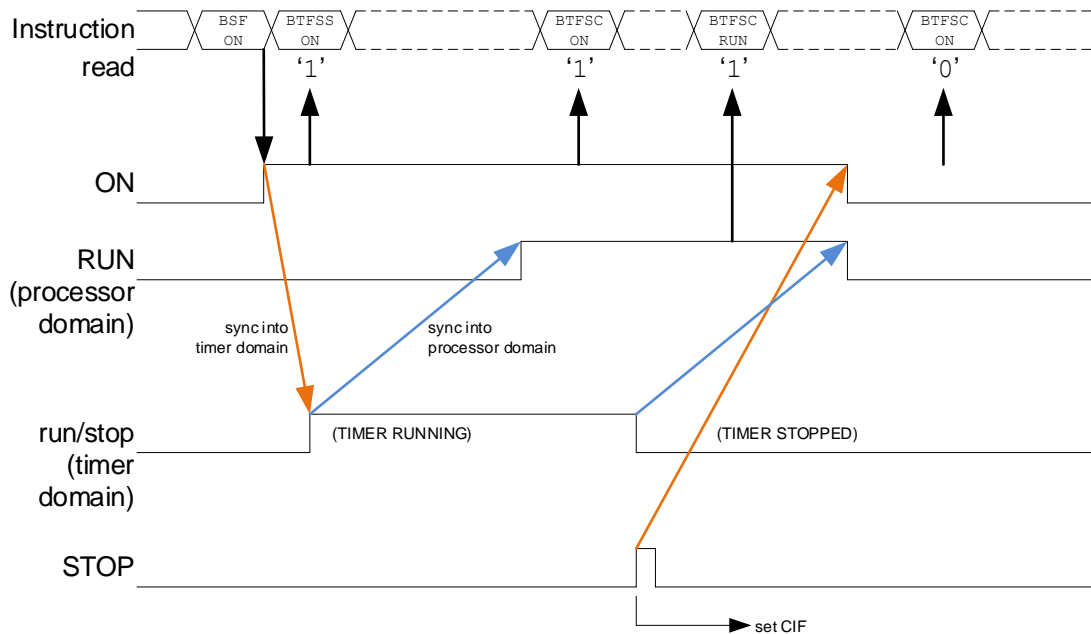 Instruction
BSF
ON
BTFSS
ON
BTFSC
ON
BTFSC
RUN
BTFSC
ON
read
‘1’
‘1’
‘1’
‘0’
ON
RUN
(processor
domain)
sync into
timer domain
sync into
processor domain
run/stop
(timer
domain)
(TIMER RUNNING)
(TIMER STOPPED)
STOP
set CIF